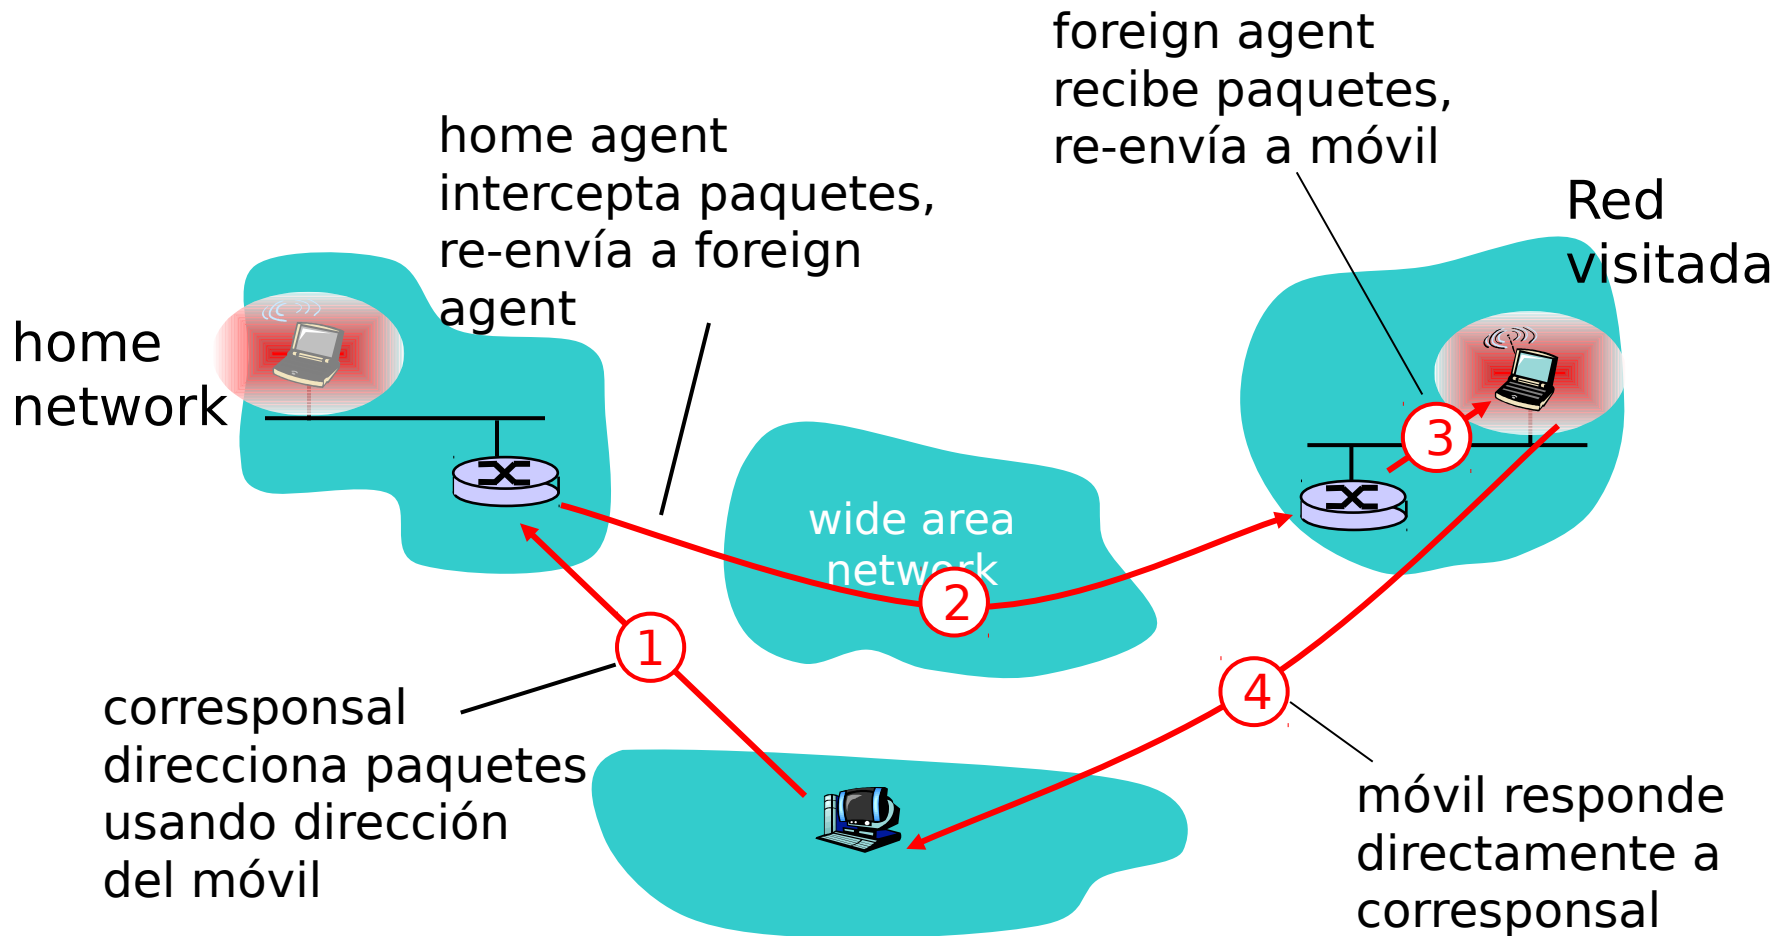 foreign agent
recibe paquetes,
re-envía a móvil
home agent
intercepta paquetes,
re-envía a foreign
agent
Red
visitada
home
network
3
wide area
network
2
1
4
corresponsal
direcciona paquetes
usando dirección
del móvil
móvil responde
directamente a
corresponsal